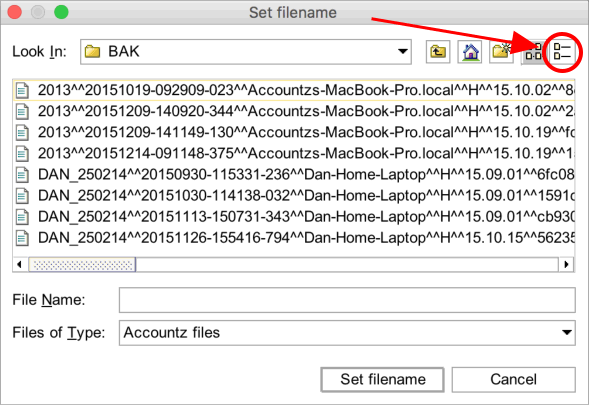 Set filename
Look In: BAK
2013^^20151019-092909-023^^Accountzs-MacBook-Pro.local^^H^^15.10.02^^8
2013^^20151209-140920-344^^Accountzs-MacBook-Pro.local^^H^^15.10.02^^2
2013^^20151209-141149-130^^Accountzs-MacBook-Pro.local^^H^^15.10.19^^fc
2013^^20151214-091148-375^^Accountzs-MacBook-Pro.local^^H^^15.10.19^^1
DAN_250214^^20150930-115331-236^^Dan-Home-Laptop^^H^^15.09.01^^6fc08
DAN_250214^^20151030-114138-032^^Dan-Home-Laptop^^H^^15.09.01^^1591c
DAN_250214^^20151113-150731-343^^Dan-Home-Laptop^^H^^15.09.01^^cb930
DAN_250214^^20151126-155416-794^^Dan-Home-Laptop^^H^^15.10.15^^56235
File Name:
Files of Type: Accountz files
Set filename Cancel